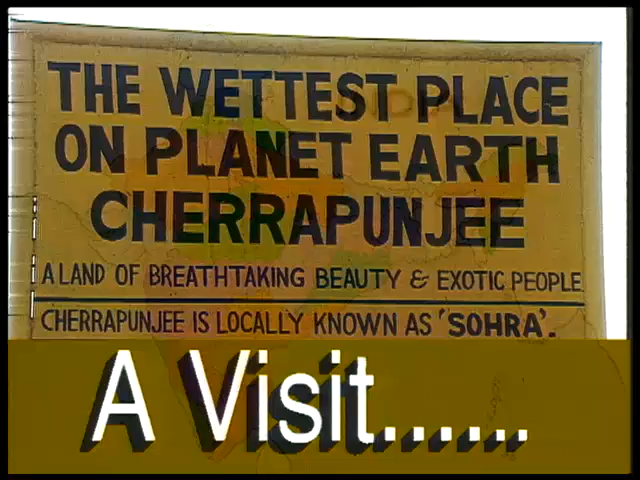 THE WETTEST PLACE
ON PLANET EARTH
CHERRAPUNJEE
A LAND OF BREATHTAKING BEAUTY & EXOTIC PEOPLE
CHERRAPUNJEE IS LOCALLY KNOWN AS 'SOHRA'.
A Visit......